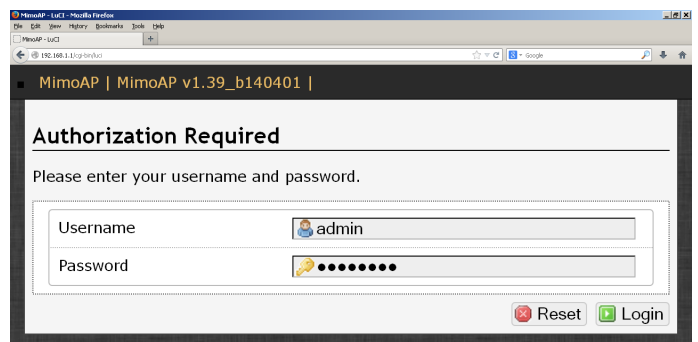 MimoAP - LuCI - Mozilla Firefox
File Edit View History Bookmarks Tools Help
MimoAP - LuCI
192.168.1.1/cgi-bin/luci
Google
MimoAP | MimoAP v1.39_b140401 |
Authorization Required
Please enter your username and password.
Username
admin
Password
●●●●●●●●
Reset Login